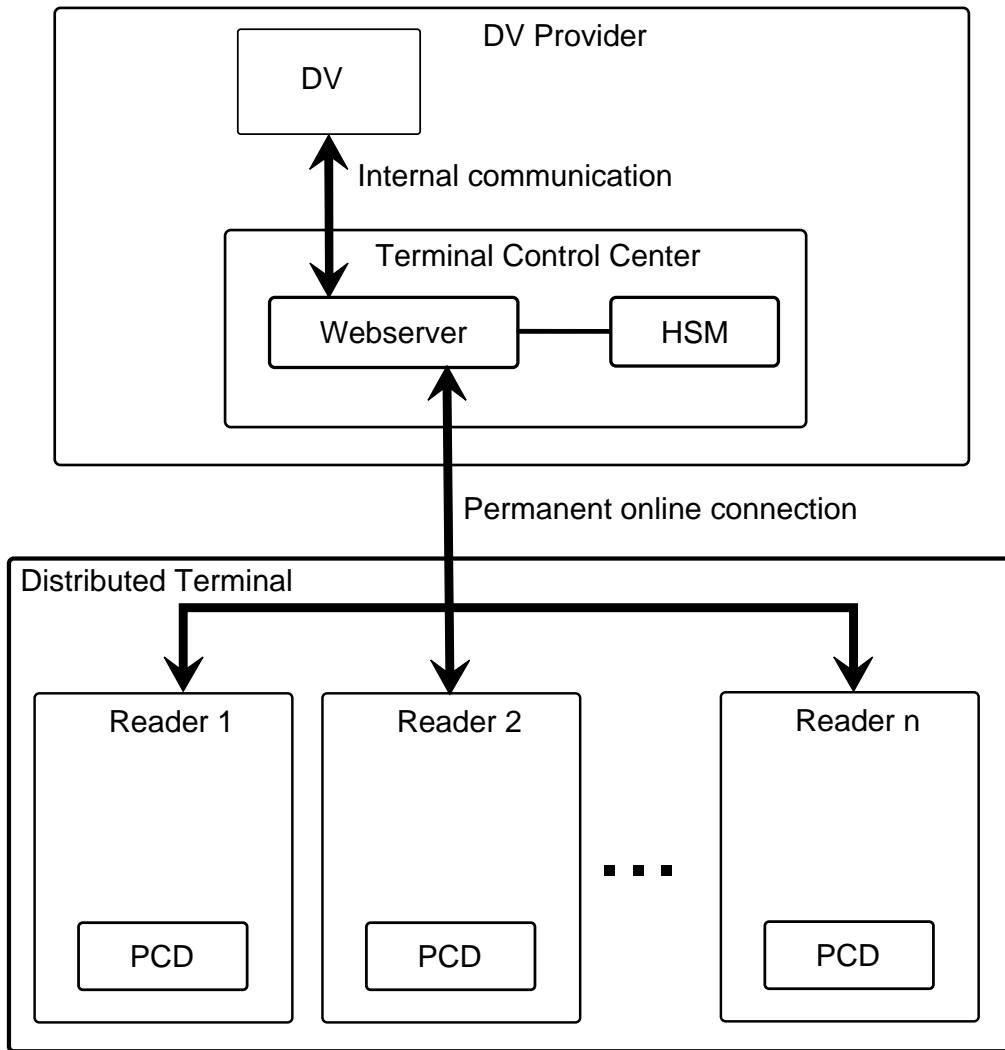 DV Provider
DV
Internal communication
Terminal Control Center
Webserver
HSM
Permanent online connection
Distributed Terminal
Reader 1
Reader 2
Reader n
PCD
PCD
PCD